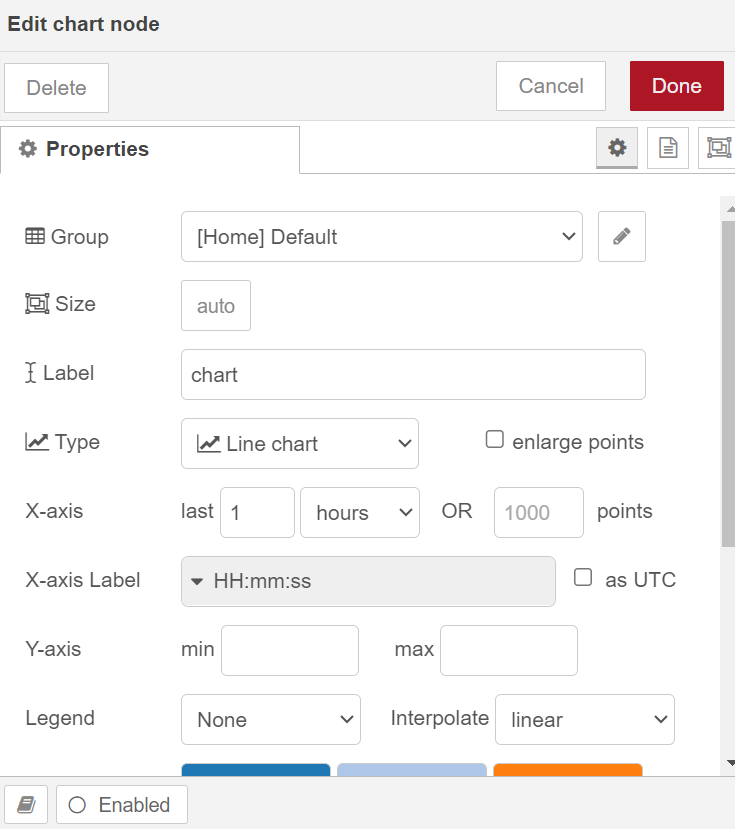 Edit chart node
Delete
Cancel
Done
Properties
Group
[Home] Default
Size
auto
Label
chart
Type
Line chart
enlarge points
X-axis
last
1
hours
OR
1000
points
X-axis Label
HH:mm:ss
as UTC
Y-axis
min
max
Legend
None
Interpolate
linear
Enabled